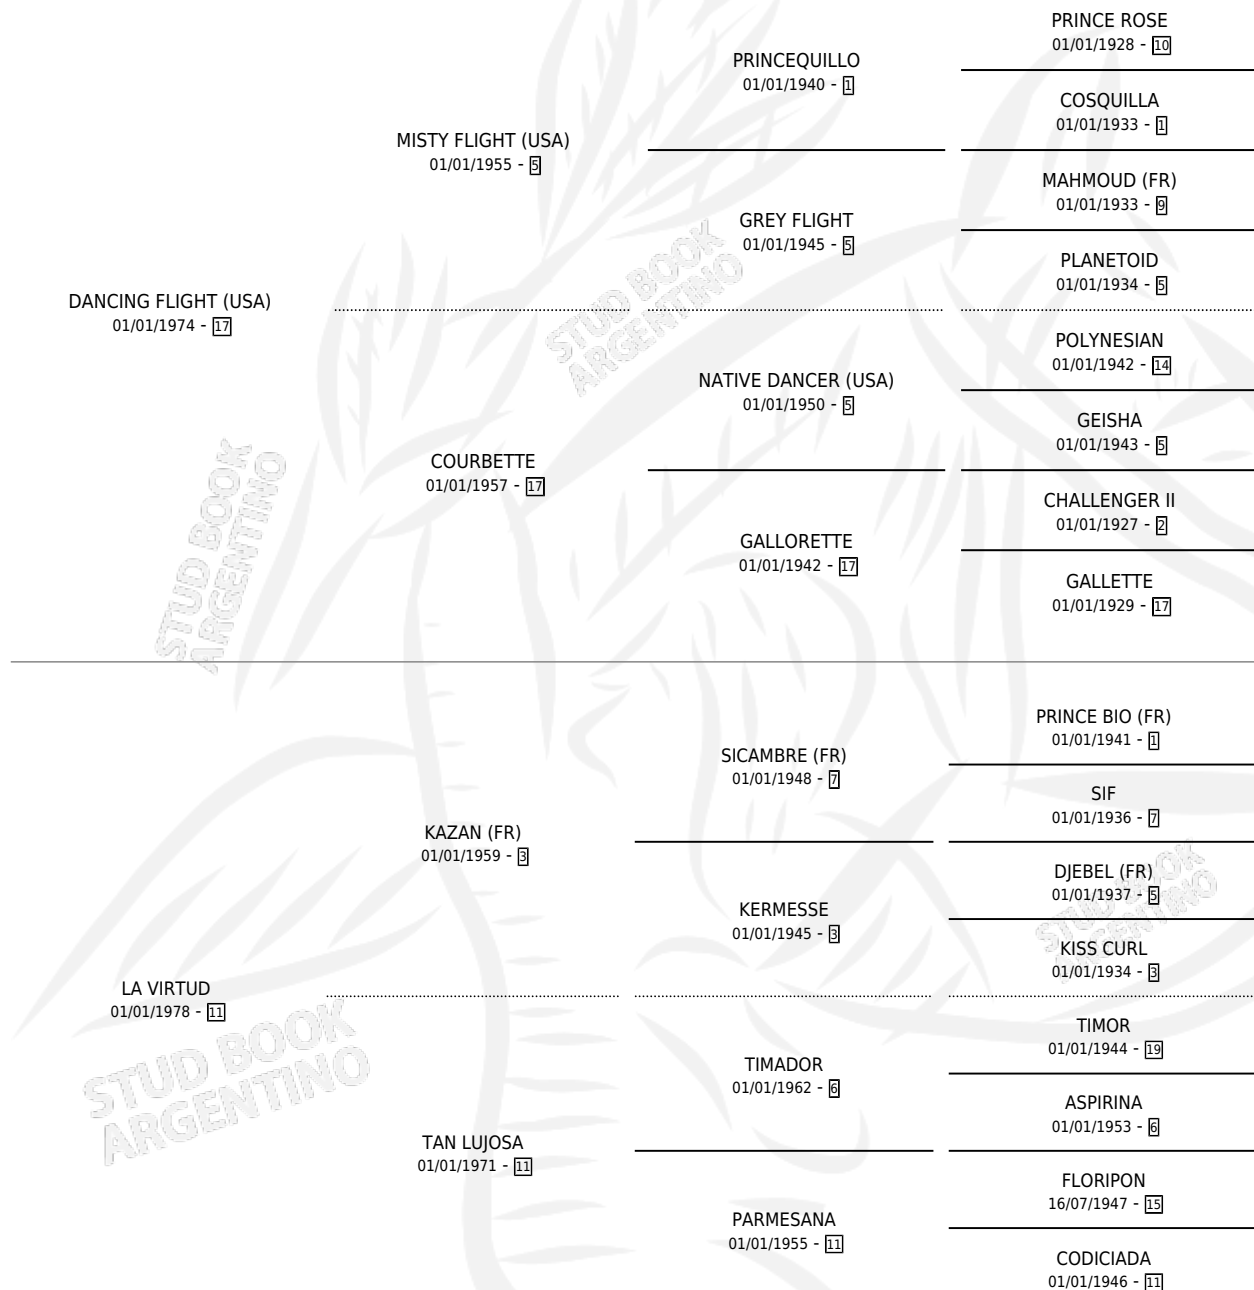 PRINCE ROSE
01/01/1928 - 10
PRINCEQUILLO
01/01/1940 - 1
COSQUILLA
01/01/1933 - 1
MISTY FLIGHT (USA)
01/01/1955 - 5
MAHMOUD (FR)
01/01/1933 - 9
GREY FLIGHT
01/01/1945 - 5
PLANETOID
01/01/1934 - 5
DANCING FLIGHT (USA)
01/01/1974 - 17
POLYNESIAN
01/01/1942 - 14
NATIVE DANCER (USA)
01/01/1950 - 5
GEISHA
01/01/1943 - 5
COURBETTE
01/01/1957 - 17
CHALLENGER II
01/01/1927 - 2
GALLORETTE
01/01/1942 - 17
GALLETTE
01/01/1929 - 17
PRINCE BIO (FR)
01/01/1941 - 1
SICAMBRE (FR)
01/01/1948 - 7
SIF
01/01/1936 - 7
KAZAN (FR)
01/01/1959 - 3
DJEBEL (FR)
01/01/1937 - 5
KERMESSE
01/01/1945 - 3
KISS CURL
01/01/1934 - 3
LA VIRTUD
01/01/1978 - 11
TIMOR
01/01/1944 - 19
TIMADOR
01/01/1962 - 6
ASPIRINA
01/01/1953 - 6
TAN LUJOSA
01/01/1971 - 11
FLORIPON
16/07/1947 - 15
PARMESANA
01/01/1955 - 11
CODICIADA
01/01/1946 - 11
STUD BOOK
ARGENTINO
STUD BOOK
ARGENTINO
STUD BOOK
ARGENTINO
STUD BOOK
ARGENTINO